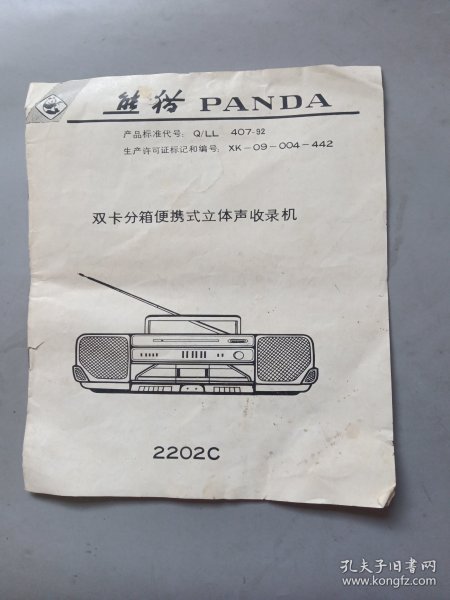 熊猫 PANDA
产品标准代号: Q/LL 407-92
生产许可证标记和编号: XK-09-004-442
双卡分箱便携式立体声收录机
2202C
孔夫子旧书网
www.kongfz.com